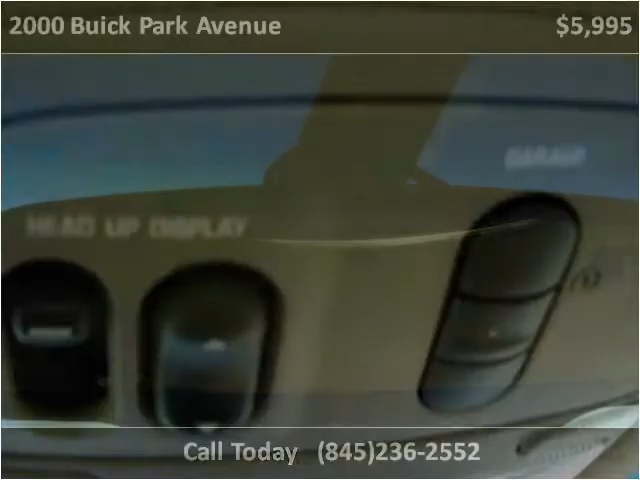 2000 Buick Park Avenue
$5,995
GARAGE
HEAD UP DISPLAY
Call Today (845)236-2552